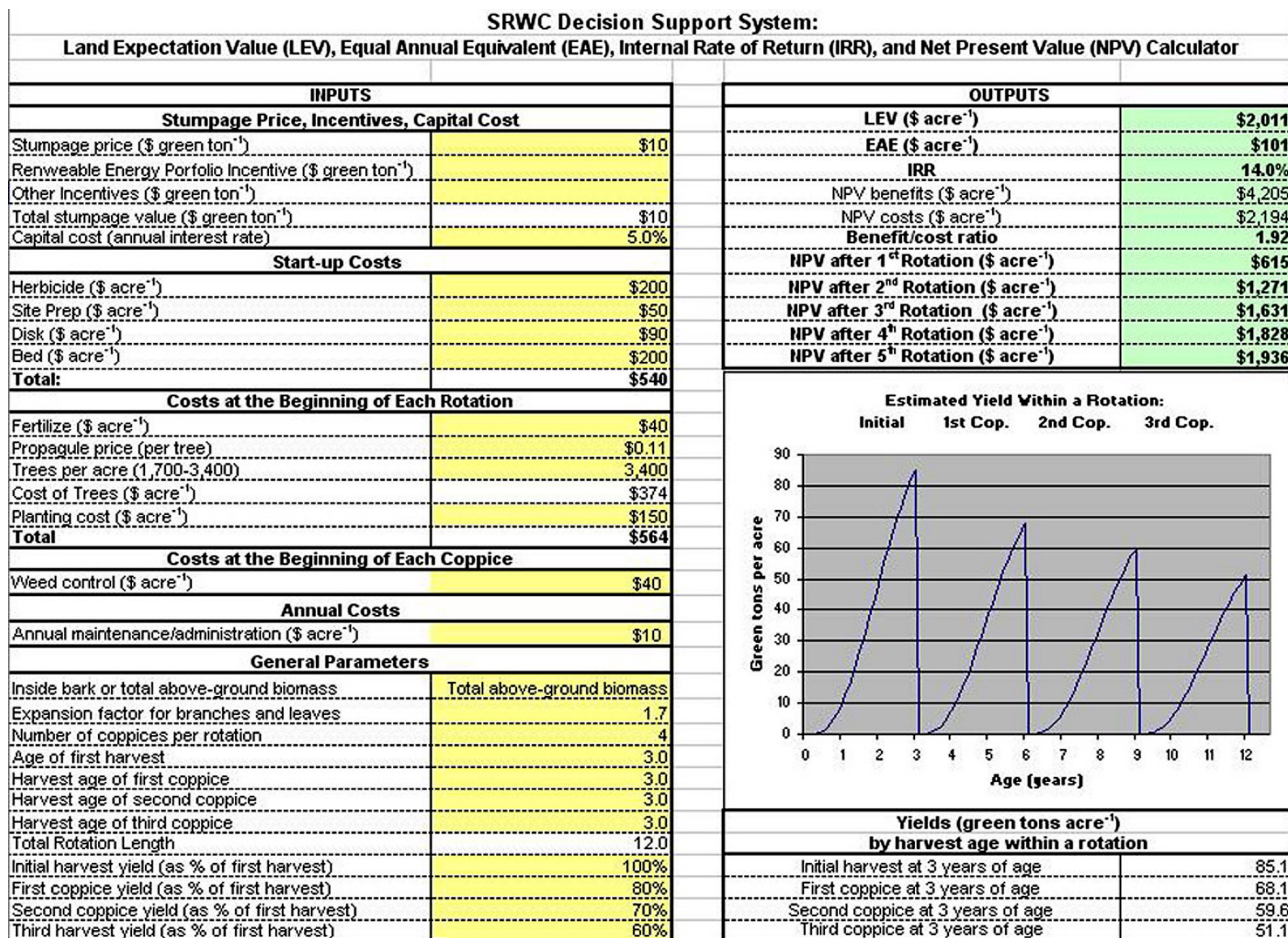 SRWC Decision Support System:
Land Expectation Value (LEV), Equal Annual Equivalent (EAE), Internal Rate of Return (IRR), and Net Present Value (NPV) Calculator
INPUTS
Stumpage Price, Incentives, Capital Cost
Stumpage price ($ green ton⁻¹) $10
Renweable Energy Porfolio Incentive ($ green ton⁻¹)
Other Incentives ($ green ton⁻¹)
Total stumpage value ($ green ton⁻¹) $10
Capital cost (annual interest rate) 5.0%
Start-up Costs
Herbicide ($ acre⁻¹) $200
Site Prep ($ acre⁻¹) $50
Disk ($ acre⁻¹) $90
Bed ($ acre⁻¹) $200
Total: $540
Costs at the Beginning of Each Rotation
Fertilize ($ acre⁻¹) $40
Propagule price (per tree) $0.11
Trees per acre (1,700-3,400) 3,400
Cost of Trees ($ acre⁻¹) $374
Planting cost ($ acre⁻¹) $150
Total $564
Costs at the Beginning of Each Coppice
Weed control ($ acre⁻¹) $40
Annual Costs
Annual maintenance/administration ($ acre⁻¹) $10
General Parameters
Inside bark or total above-ground biomass Total above-ground biomass
Expansion factor for branches and leaves 1.7
Number of coppices per rotation 4
Age of first harvest 3.0
Harvest age of first coppice 3.0
Harvest age of second coppice 3.0
Harvest age of third coppice 3.0
Total Rotation Length 12.0
Initial harvest yield (as % of first harvest) 100%
First coppice yield (as % of first harvest) 80%
Second coppice yield (as % of first harvest) 70%
Third harvest yield (as % of first harvest) 60%
OUTPUTS
LEV ($ acre⁻¹) $2,011
EAE ($ acre⁻¹) $101
IRR 14.0%
NPV benefits ($ acre⁻¹) $4,205
NPV costs ($ acre⁻¹) $2,194
Benefit/cost ratio 1.92
NPV after 1ˢᵗ Rotation ($ acre⁻¹) $615
NPV after 2ⁿᵈ Rotation ($ acre⁻¹) $1,271
NPV after 3ʳᵈ Rotation ($ acre⁻¹) $1,631
NPV after 4ᵗʰ Rotation ($ acre⁻¹) $1,828
NPV after 5ᵗʰ Rotation ($ acre⁻¹) $1,936
Estimated Yield Within a Rotation:
Initial 1st Cop. 2nd Cop. 3rd Cop.
90
80
70
60
50
40
30
20
10
0
Green tons per acre
0 1 2 3 4 5 6 7 8 9 10 11 12
Age (years)
Yields (green tons acre⁻¹)
by harvest age within a rotation
Initial harvest at 3 years of age 85.1
First coppice at 3 years of age 68.1
Second coppice at 3 years of age 59.6
Third coppice at 3 years of age 51.1